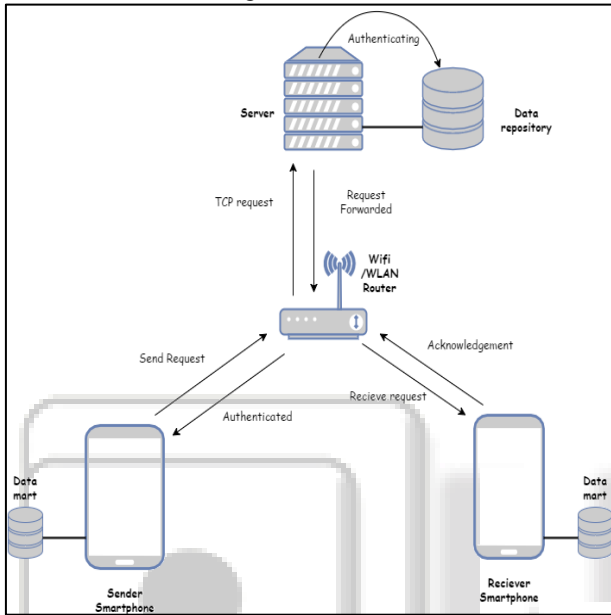 Authenticating
Server
Data
repository
TCP request
Request
Forwarded
Wifi
/WLAN
Router
Send Request
Acknowledgement
Authenticated
Recieve request
Data
mart
Data
mart
Sender
Smartphone
Reciever
Smartphone